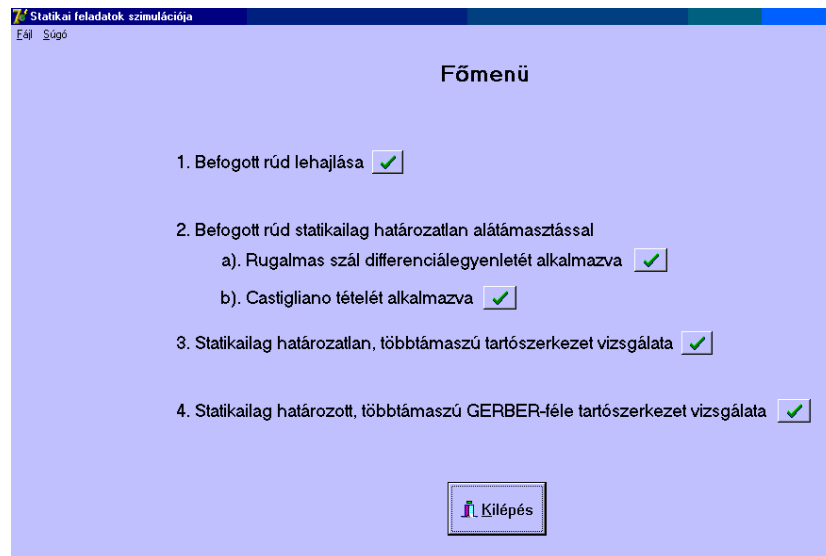 Statikai feladatok szimulációja
Fájl Súgó
Főmenü
1. Befogott rúd lehajlása
2. Befogott rúd statikailag határozatlan alátámasztással
a). Rugalmas szál differenciálegyenletét alkalmazva
b). Castigliano tételét alkalmazva
3. Statikailag határozatlan, többtámaszú tartószerkezet vizsgálata
4. Statikailag határozott, többtámaszú GERBER-féle tartószerkezet vizsgálata
Kilépés